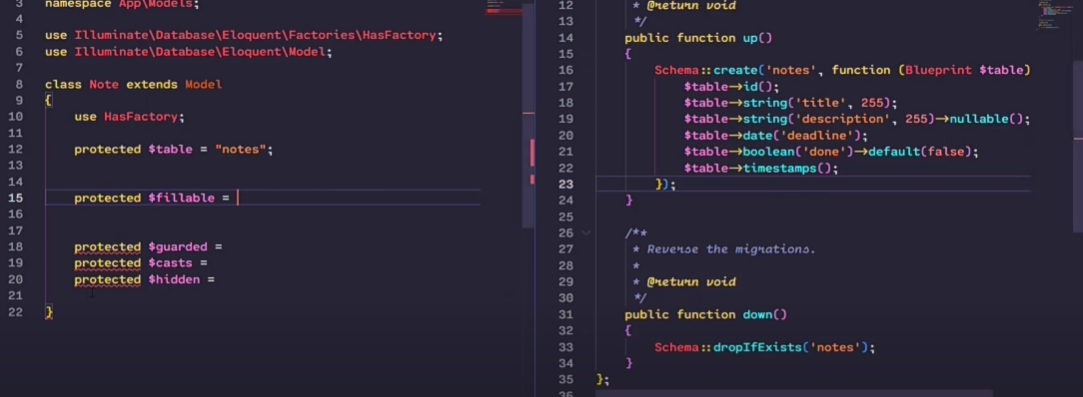 3 namespace App\Models;
4
5 use Illuminate\Database\Eloquent\Factories\HasFactory;
6 use Illuminate\Database\Eloquent\Model;
7
8 class Note extends Model
9 {
10 use HasFactory;
11
12 protected $table = "notes";
13
14
15 protected $fillable =
16
17
18 protected $guarded =
19 protected $casts =
20 protected $hidden =
21
22 }
12 * @return void
13 */
14 public function up()
15 {
16 Schema::create('notes', function (Blueprint $table)
17 $table->id();
18 $table->string('title', 255);
19 $table->string('description', 255)->nullable();
20 $table->date('deadline');
21 $table->boolean('done')->default(false);
22 $table->timestamps();
23 });
24 }
25
26 /**
27 * Reverse the migrations.
28 *
29 * @return void
30 */
31 public function down()
32 {
33 Schema::dropIfExists('notes');
34 }
35 };
36